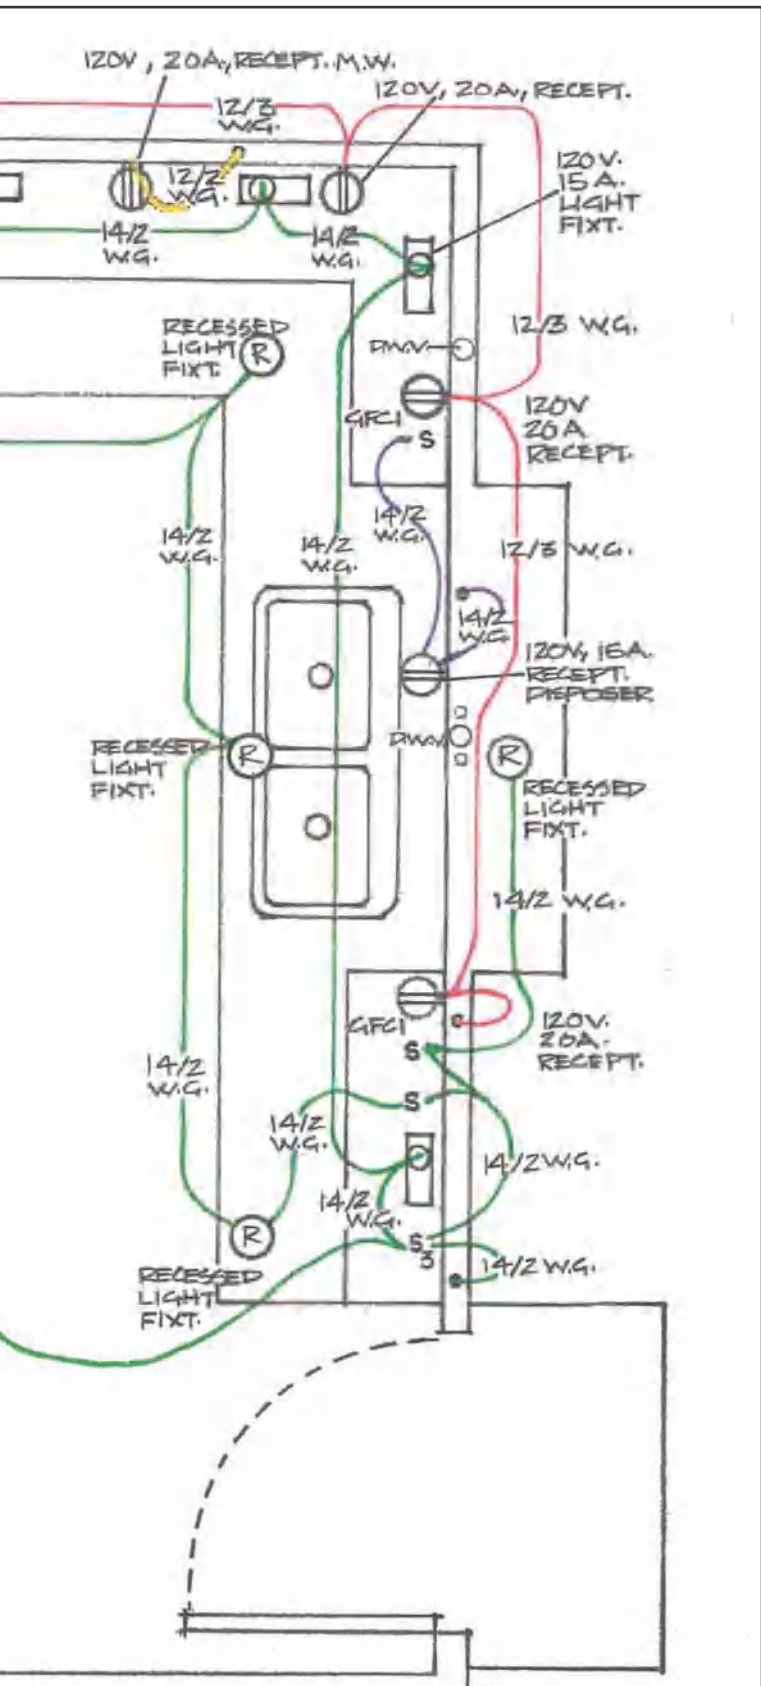 120V, 20A., RECEPT. M.W.
120V, 20A., RECEPT.
12/3
W.G.
120V.
15A.
LIGHT
FIXT.
12/2
W.G.
14/2
W.G.
14/2
W.G.
RECESSED
LIGHT
FIXT.
R
12/3 W.G.
D.W.V.
GFCI
S
120V
20A
RECEPT.
14/2
W.G.
14/2
W.G.
14/2
W.G.
12/3 W.G.
14/2
W.G.
120V, 15A.
RECEPT.
DISPOSER
D.W.V.
R
RECESSED
LIGHT
FIXT.
R
RECESSED
LIGHT
FIXT.
14/2 W.G.
GFCI
120V.
20A.
RECEPT.
S
14/2
W.G.
S
14/2
W.G.
14/2 W.G.
14/2
W.G.
R
S3
14/2 W.G.
RECESSED
LIGHT
FIXT.